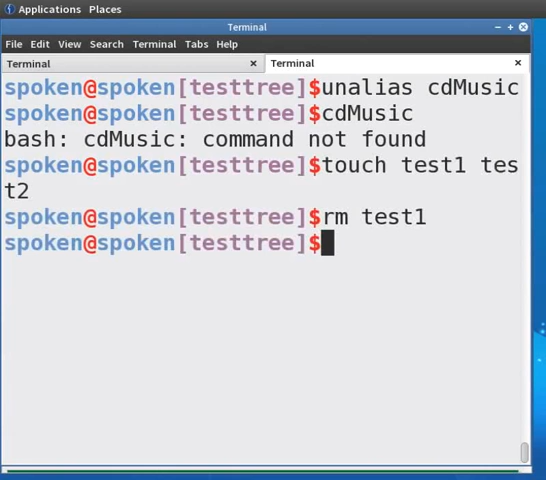 Applications Places
Terminal
File Edit View Search Terminal Tabs Help
Terminal Terminal
spoken@spoken[testtree]$unalias cdMusic
spoken@spoken[testtree]$cdMusic
bash: cdMusic: command not found
spoken@spoken[testtree]$touch test1 tes
t2
spoken@spoken[testtree]$rm test1
spoken@spoken[testtree]$